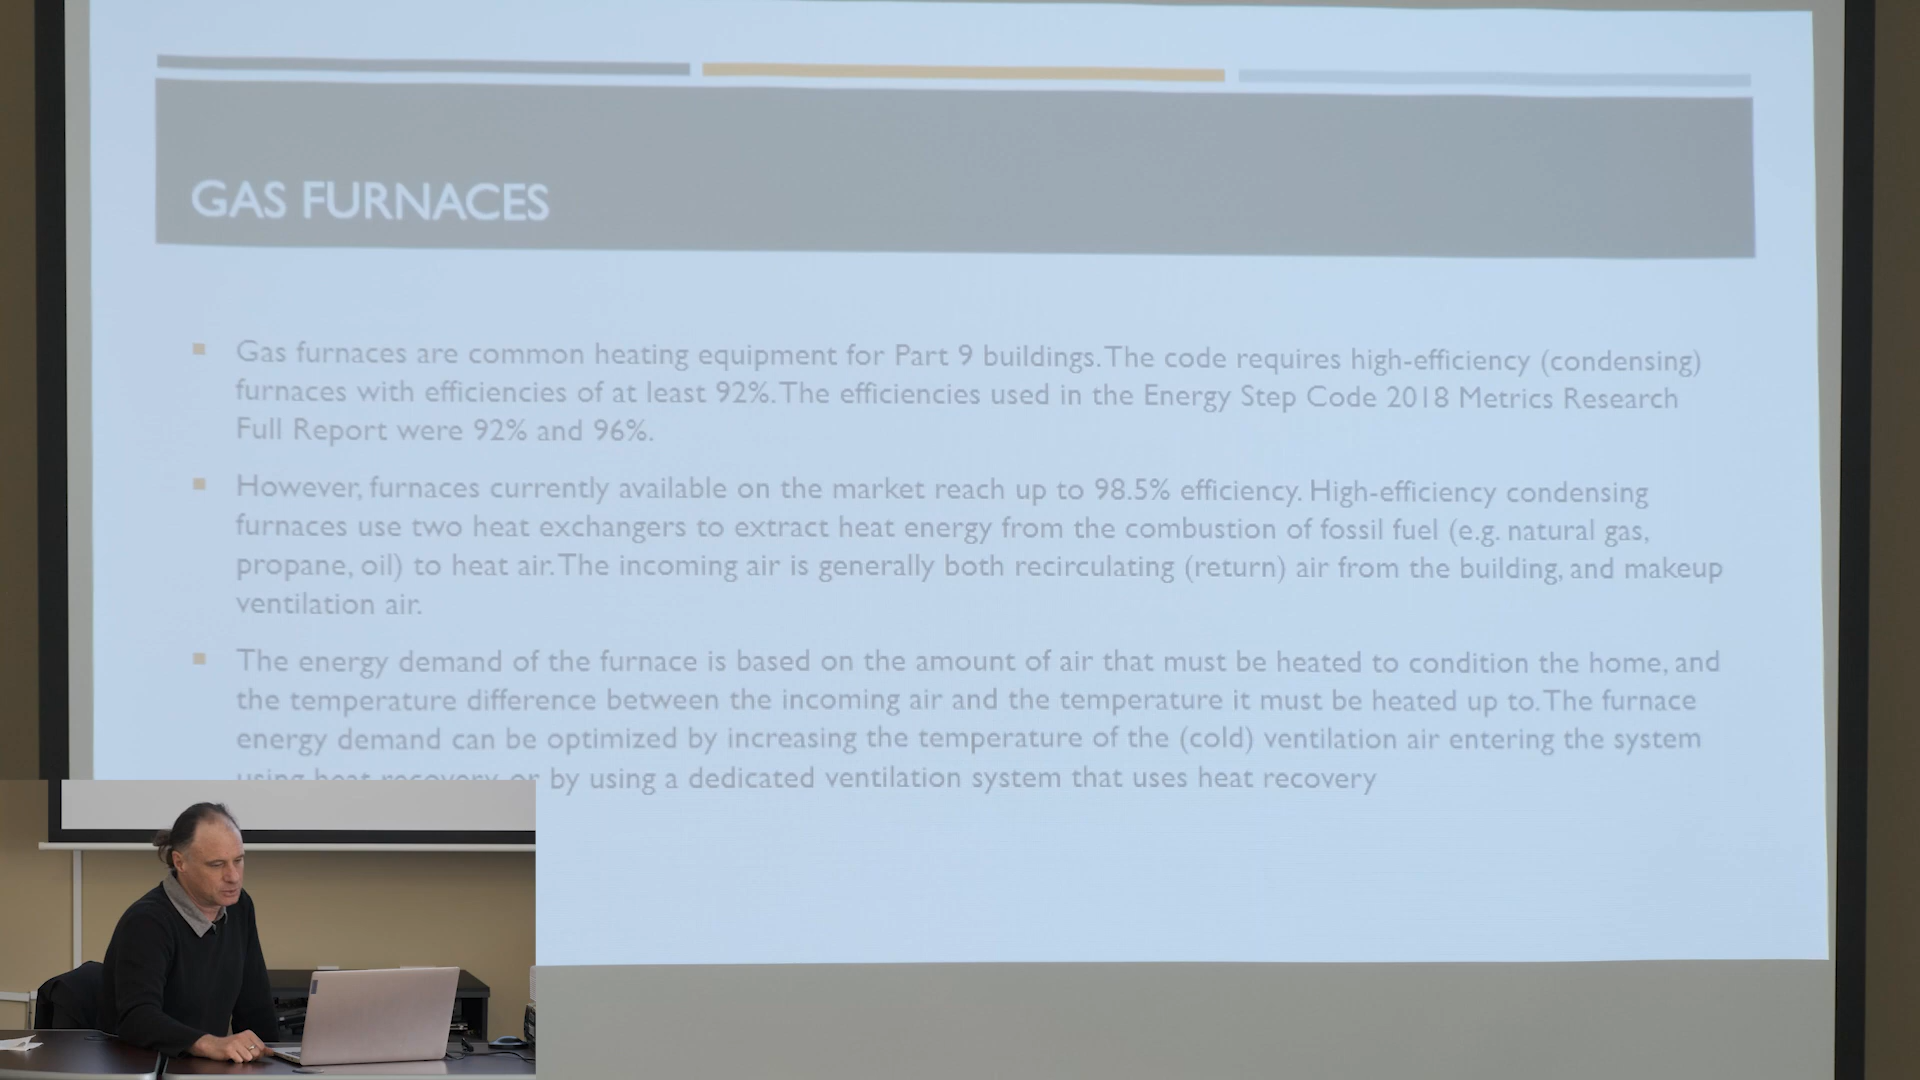 GAS FURNACES
Gas furnaces are common heating equipment for Part 9 buildings. The code requires high-efficiency (condensing)
furnaces with efficiencies of at least 92%. The efficiencies used in the Energy Step Code 2018 Metrics Research
Full Report were 92% and 96%.
However, furnaces currently available on the market reach up to 98.5% efficiency. High-efficiency condensing
furnaces use two heat exchangers to extract heat energy from the combustion of fossil fuel (e.g. natural gas,
propane, oil) to heat air. The incoming air is generally both recirculating (return) air from the building, and makeup
ventilation air.
The energy demand of the furnace is based on the amount of air that must be heated to condition the home, and
the temperature difference between the incoming air and the temperature it must be heated up to. The furnace
energy demand can be optimized by increasing the temperature of the (cold) ventilation air entering the system
using heat recovery or by using a dedicated ventilation system that uses heat recovery